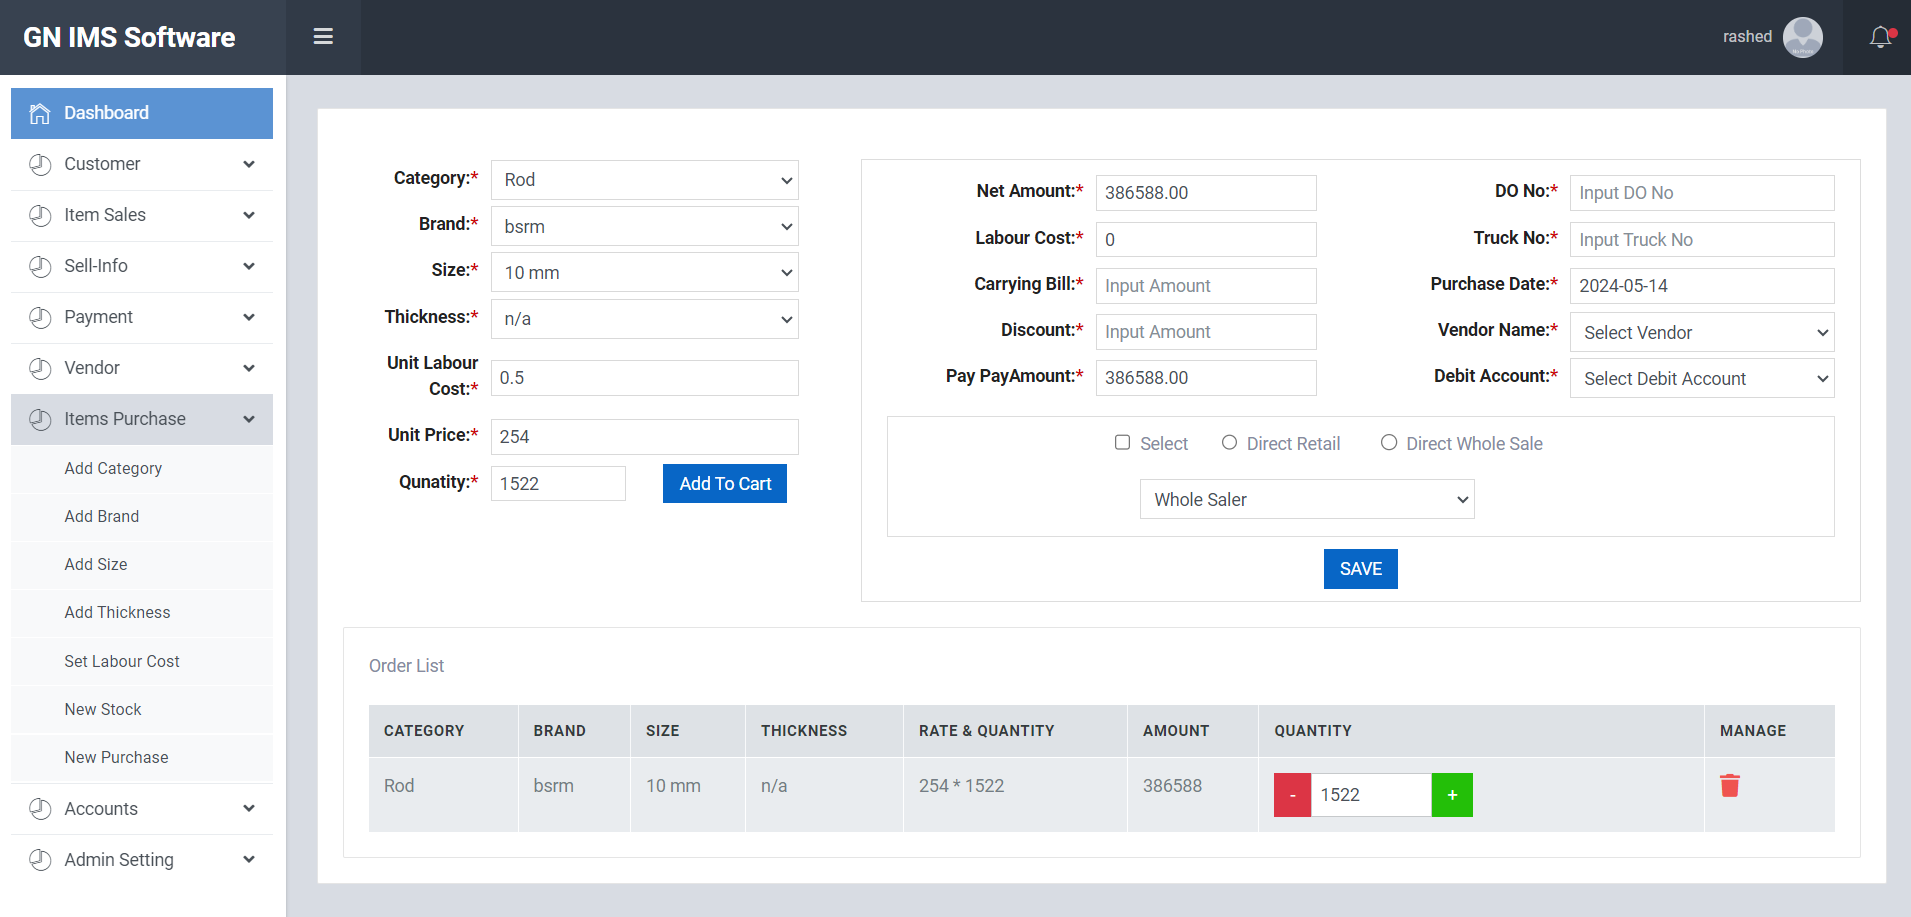 GN IMS Software
rashed
Dashboard
Customer
Item Sales
Sell-Info
Payment
Vendor
Items Purchase
Add Category
Add Brand
Add Size
Add Thickness
Set Labour Cost
New Stock
New Purchase
Accounts
Admin Setting
Category:* Rod
Brand:* bsrm
Size:* 10 mm
Thickness:* n/a
Unit Labour
Cost:* 0.5
Unit Price:* 254
Qunatity:* 1522 Add To Cart
Net Amount:* 386588.00
Labour Cost:* 0
Carrying Bill:* Input Amount
Discount:* Input Amount
Pay PayAmount:* 386588.00
DO No:* Input DO No
Truck No:* Input Truck No
Purchase Date:* 2024-05-14
Vendor Name:* Select Vendor
Debit Account:* Select Debit Account
Select Direct Retail Direct Whole Sale
Whole Saler
SAVE
Order List
CATEGORY BRAND SIZE THICKNESS RATE & QUANTITY AMOUNT QUANTITY MANAGE
Rod bsrm 10 mm n/a 254 * 1522 386588 - 1522 +